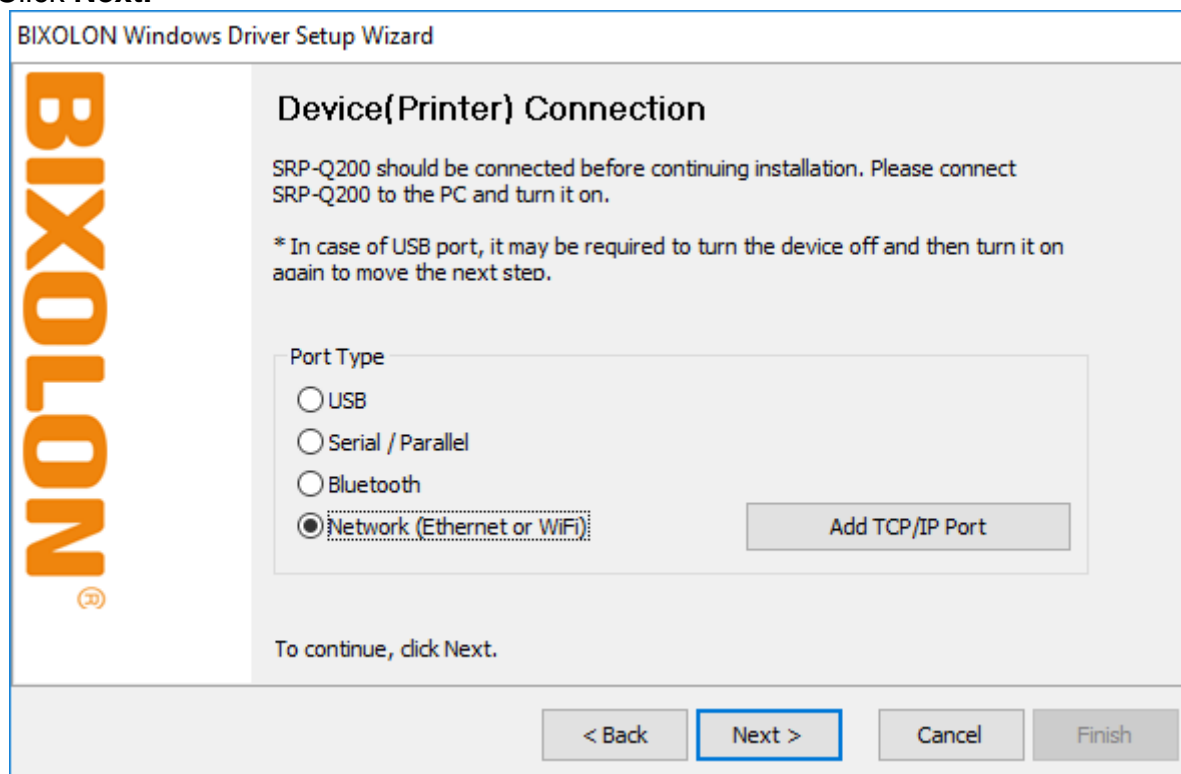 Click Next.
BIXOLON Windows Driver Setup Wizard
BIXOLON®
Device(Printer) Connection
SRP-Q200 should be connected before continuing installation. Please connect
SRP-Q200 to the PC and turn it on.
* In case of USB port, it may be required to turn the device off and then turn it on
again to move the next step.
Port Type
USB
Serial / Parallel
Bluetooth
Network (Ethernet or WiFi)
Add TCP/IP Port
To continue, click Next.
< Back Next > Cancel Finish